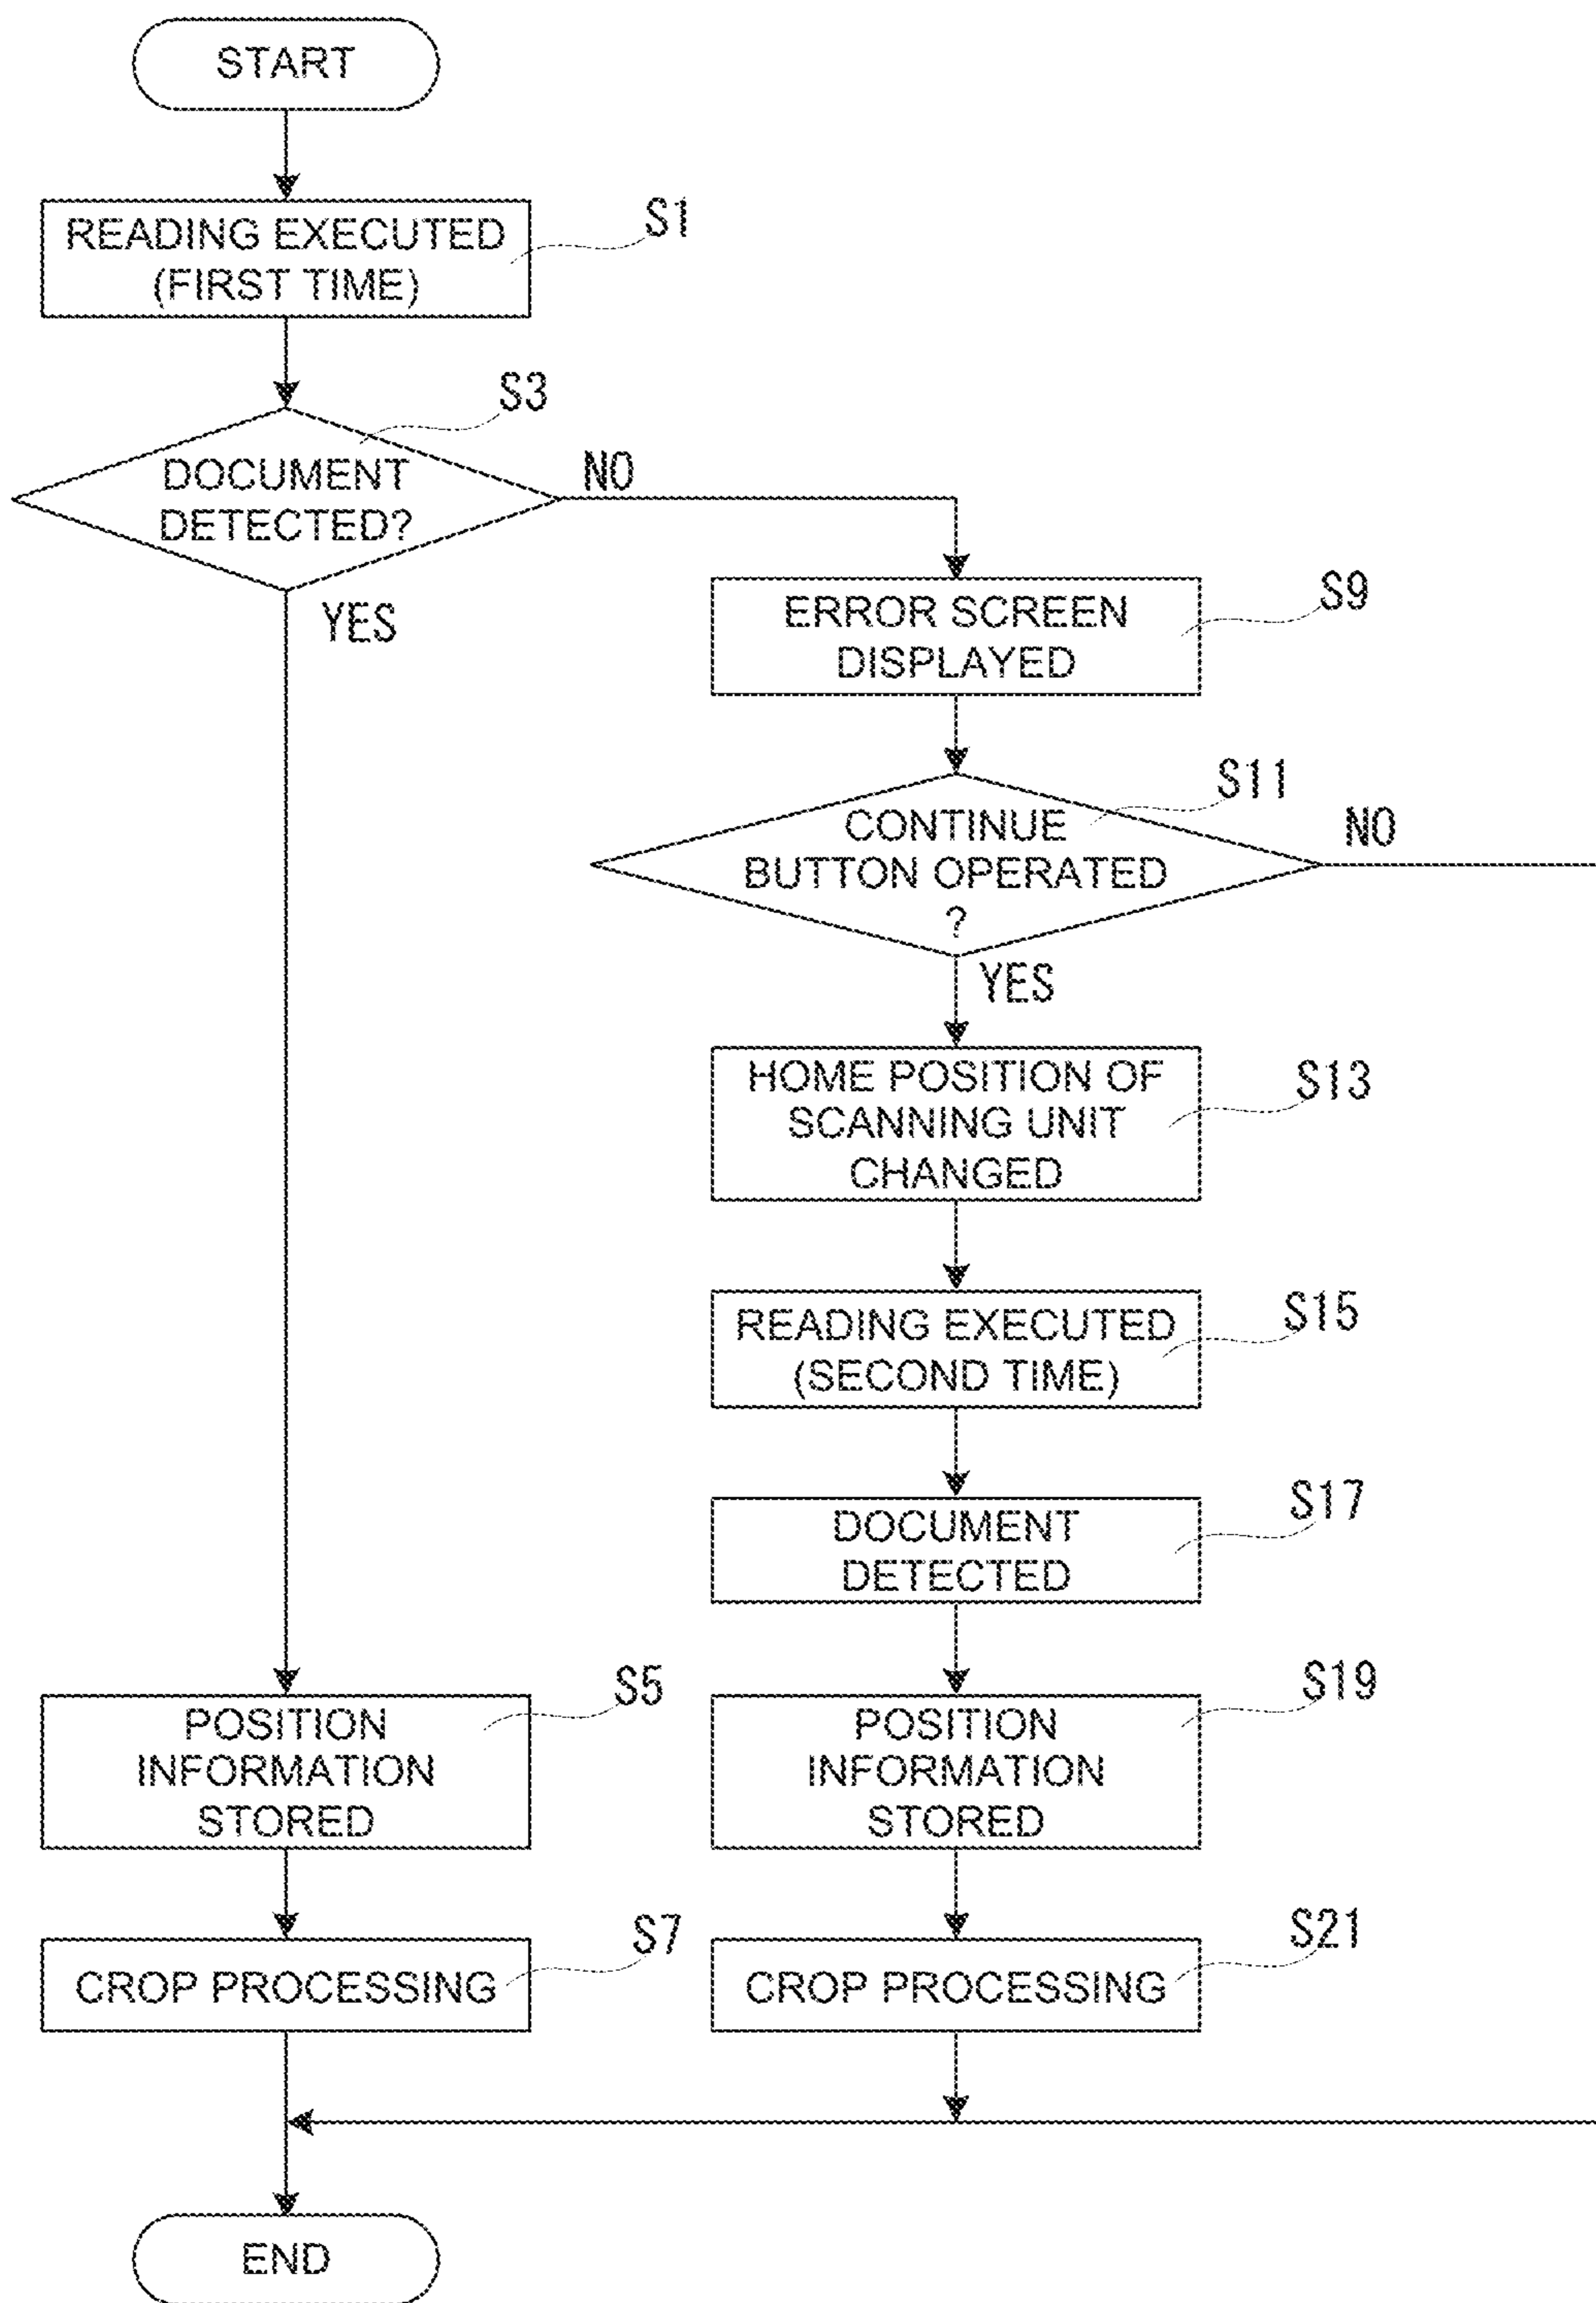 START
READING EXECUTED
(FIRST TIME)
S1
DOCUMENT
DETECTED?
S3
NO
YES
ERROR SCREEN
DISPLAYED
S9
CONTINUE
BUTTON OPERATED
?
S11
NO
YES
HOME POSITION OF
SCANNING UNIT
CHANGED
S13
READING EXECUTED
(SECOND TIME)
S15
DOCUMENT
DETECTED
S17
POSITION
INFORMATION
STORED
S5
POSITION
INFORMATION
STORED
S19
CROP PROCESSING
S7
CROP PROCESSING
S21
END